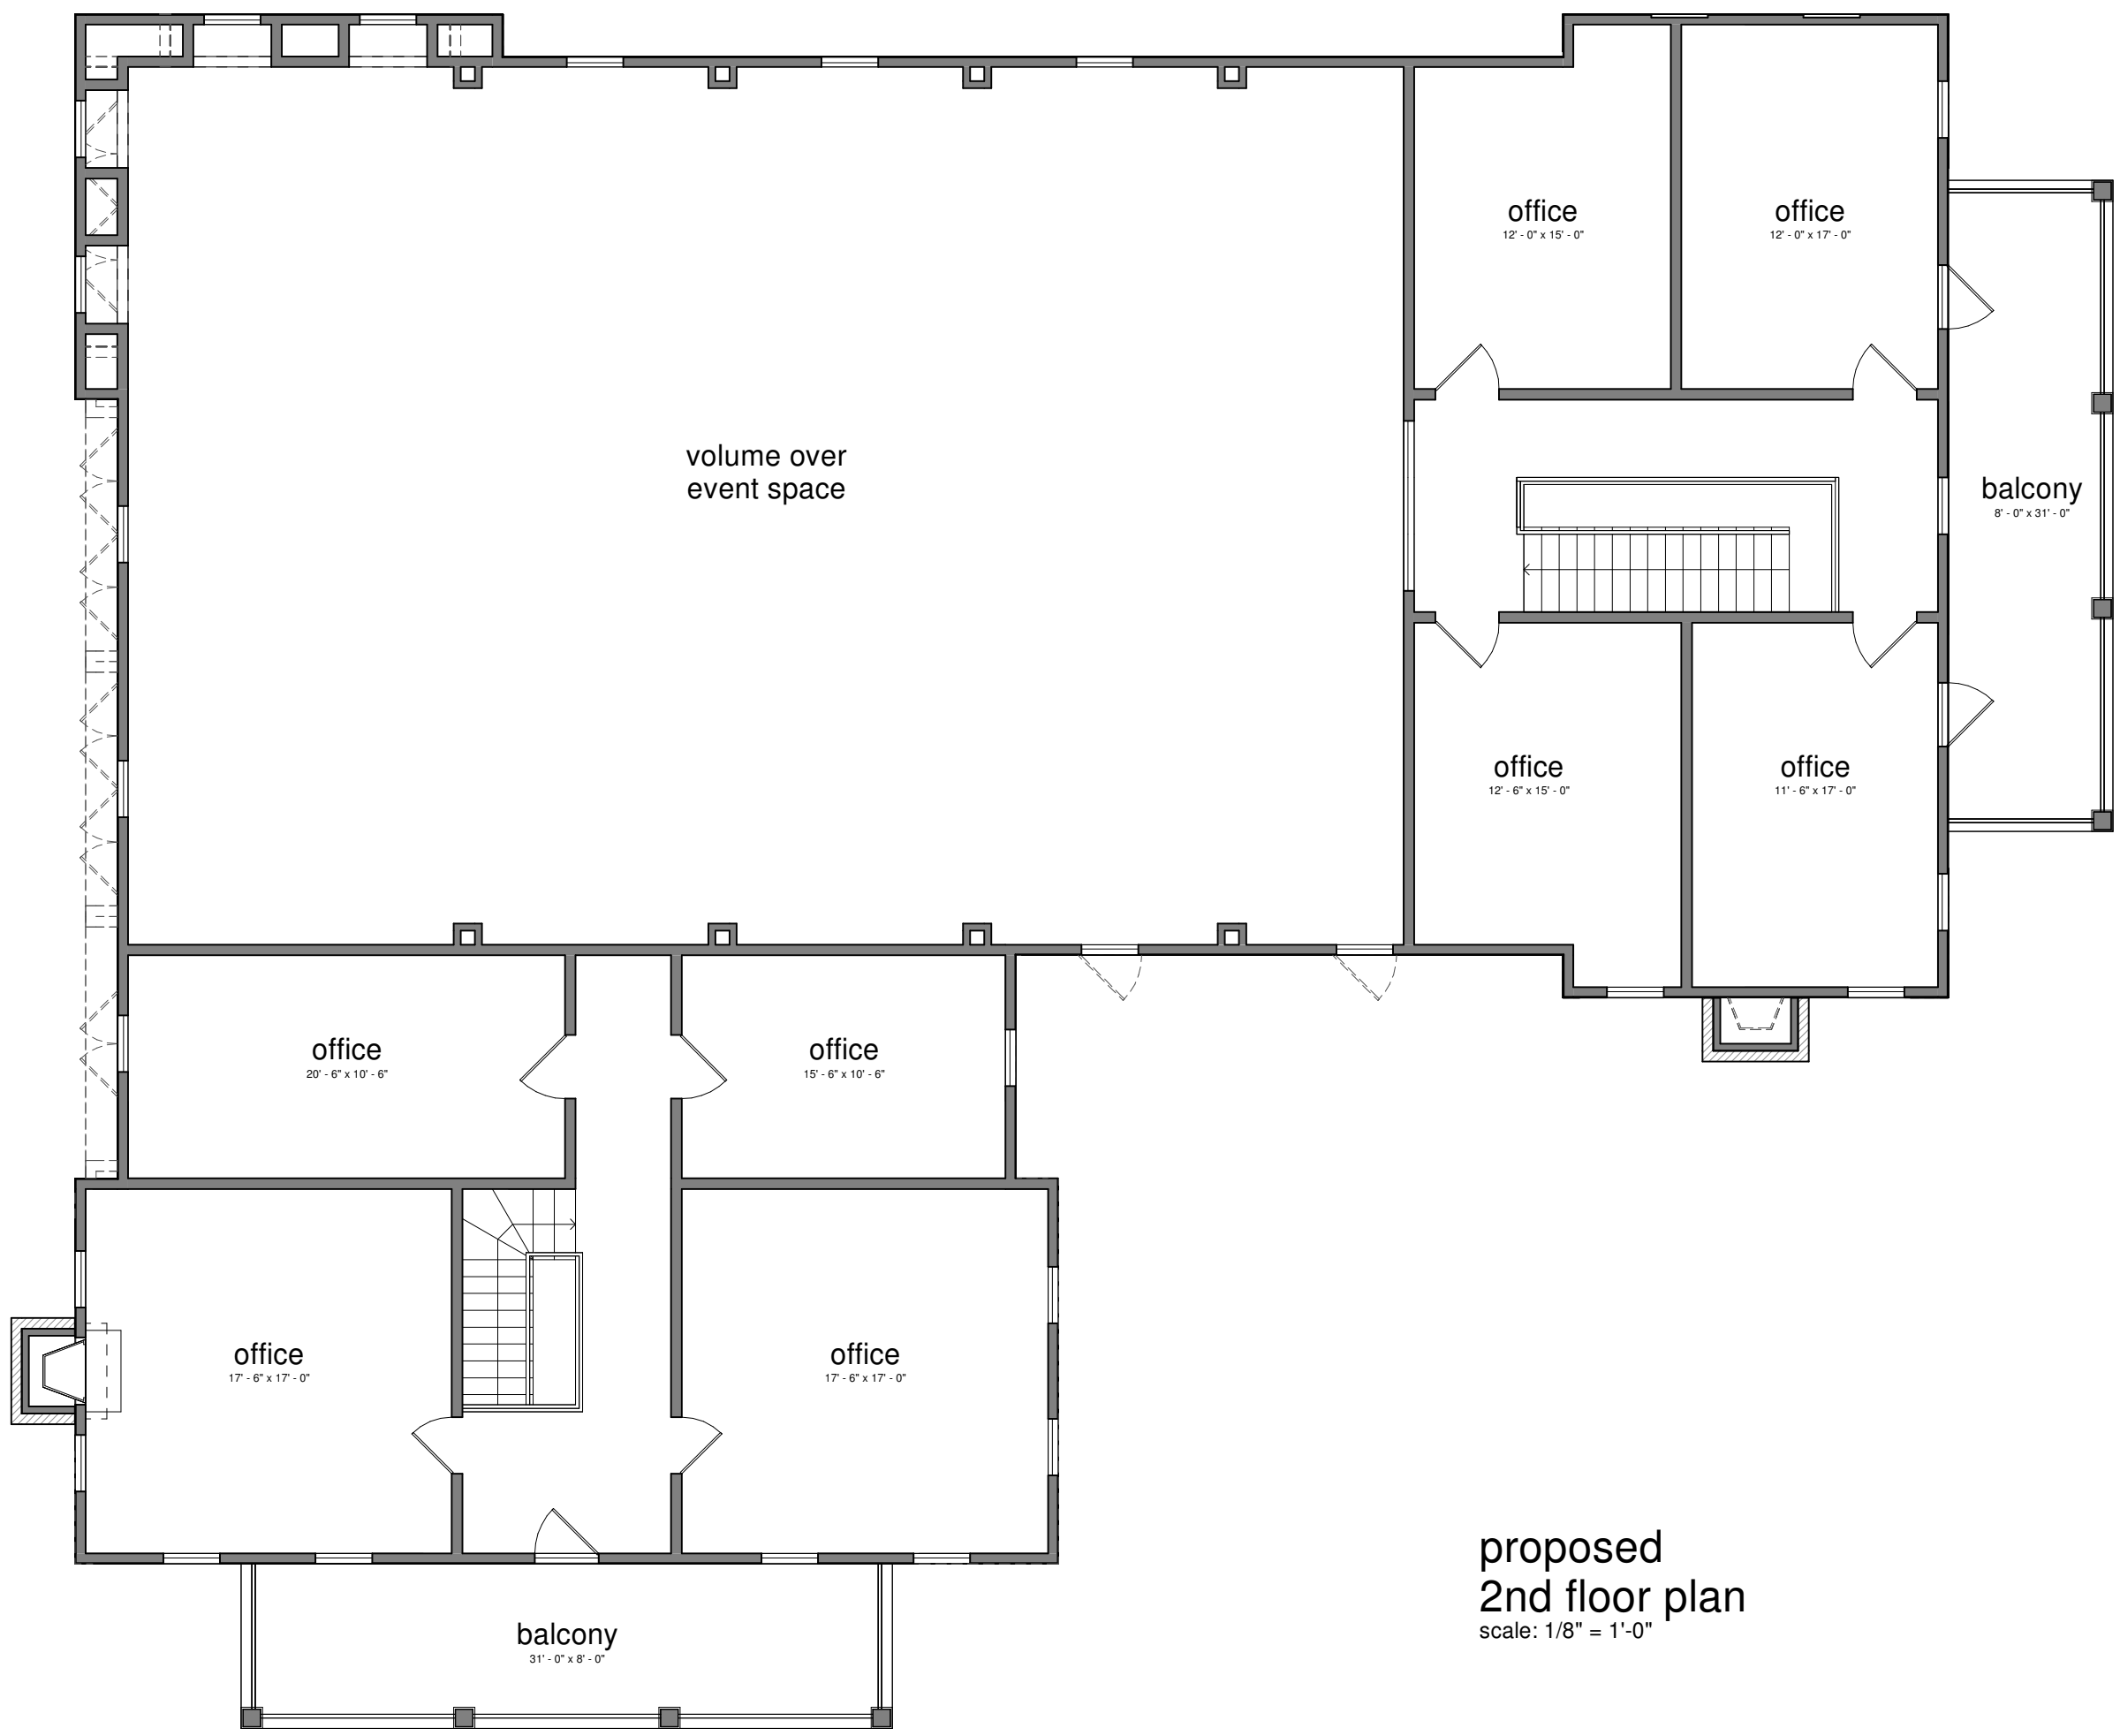 office
12' - 0" x 15' - 0"
office
12' - 0" x 17' - 0"
volume over
event space
balcony
8' - 0" x 31' - 0"
office
12' - 6" x 15' - 0"
office
11' - 6" x 17' - 0"
office
20' - 6" x 10' - 6"
office
15' - 6" x 10' - 6"
office
17' - 6" x 17' - 0"
office
17' - 6" x 17' - 0"
proposed
2nd floor plan
scale: 1/8" = 1'-0"
balcony
31' - 0" x 8' - 0"